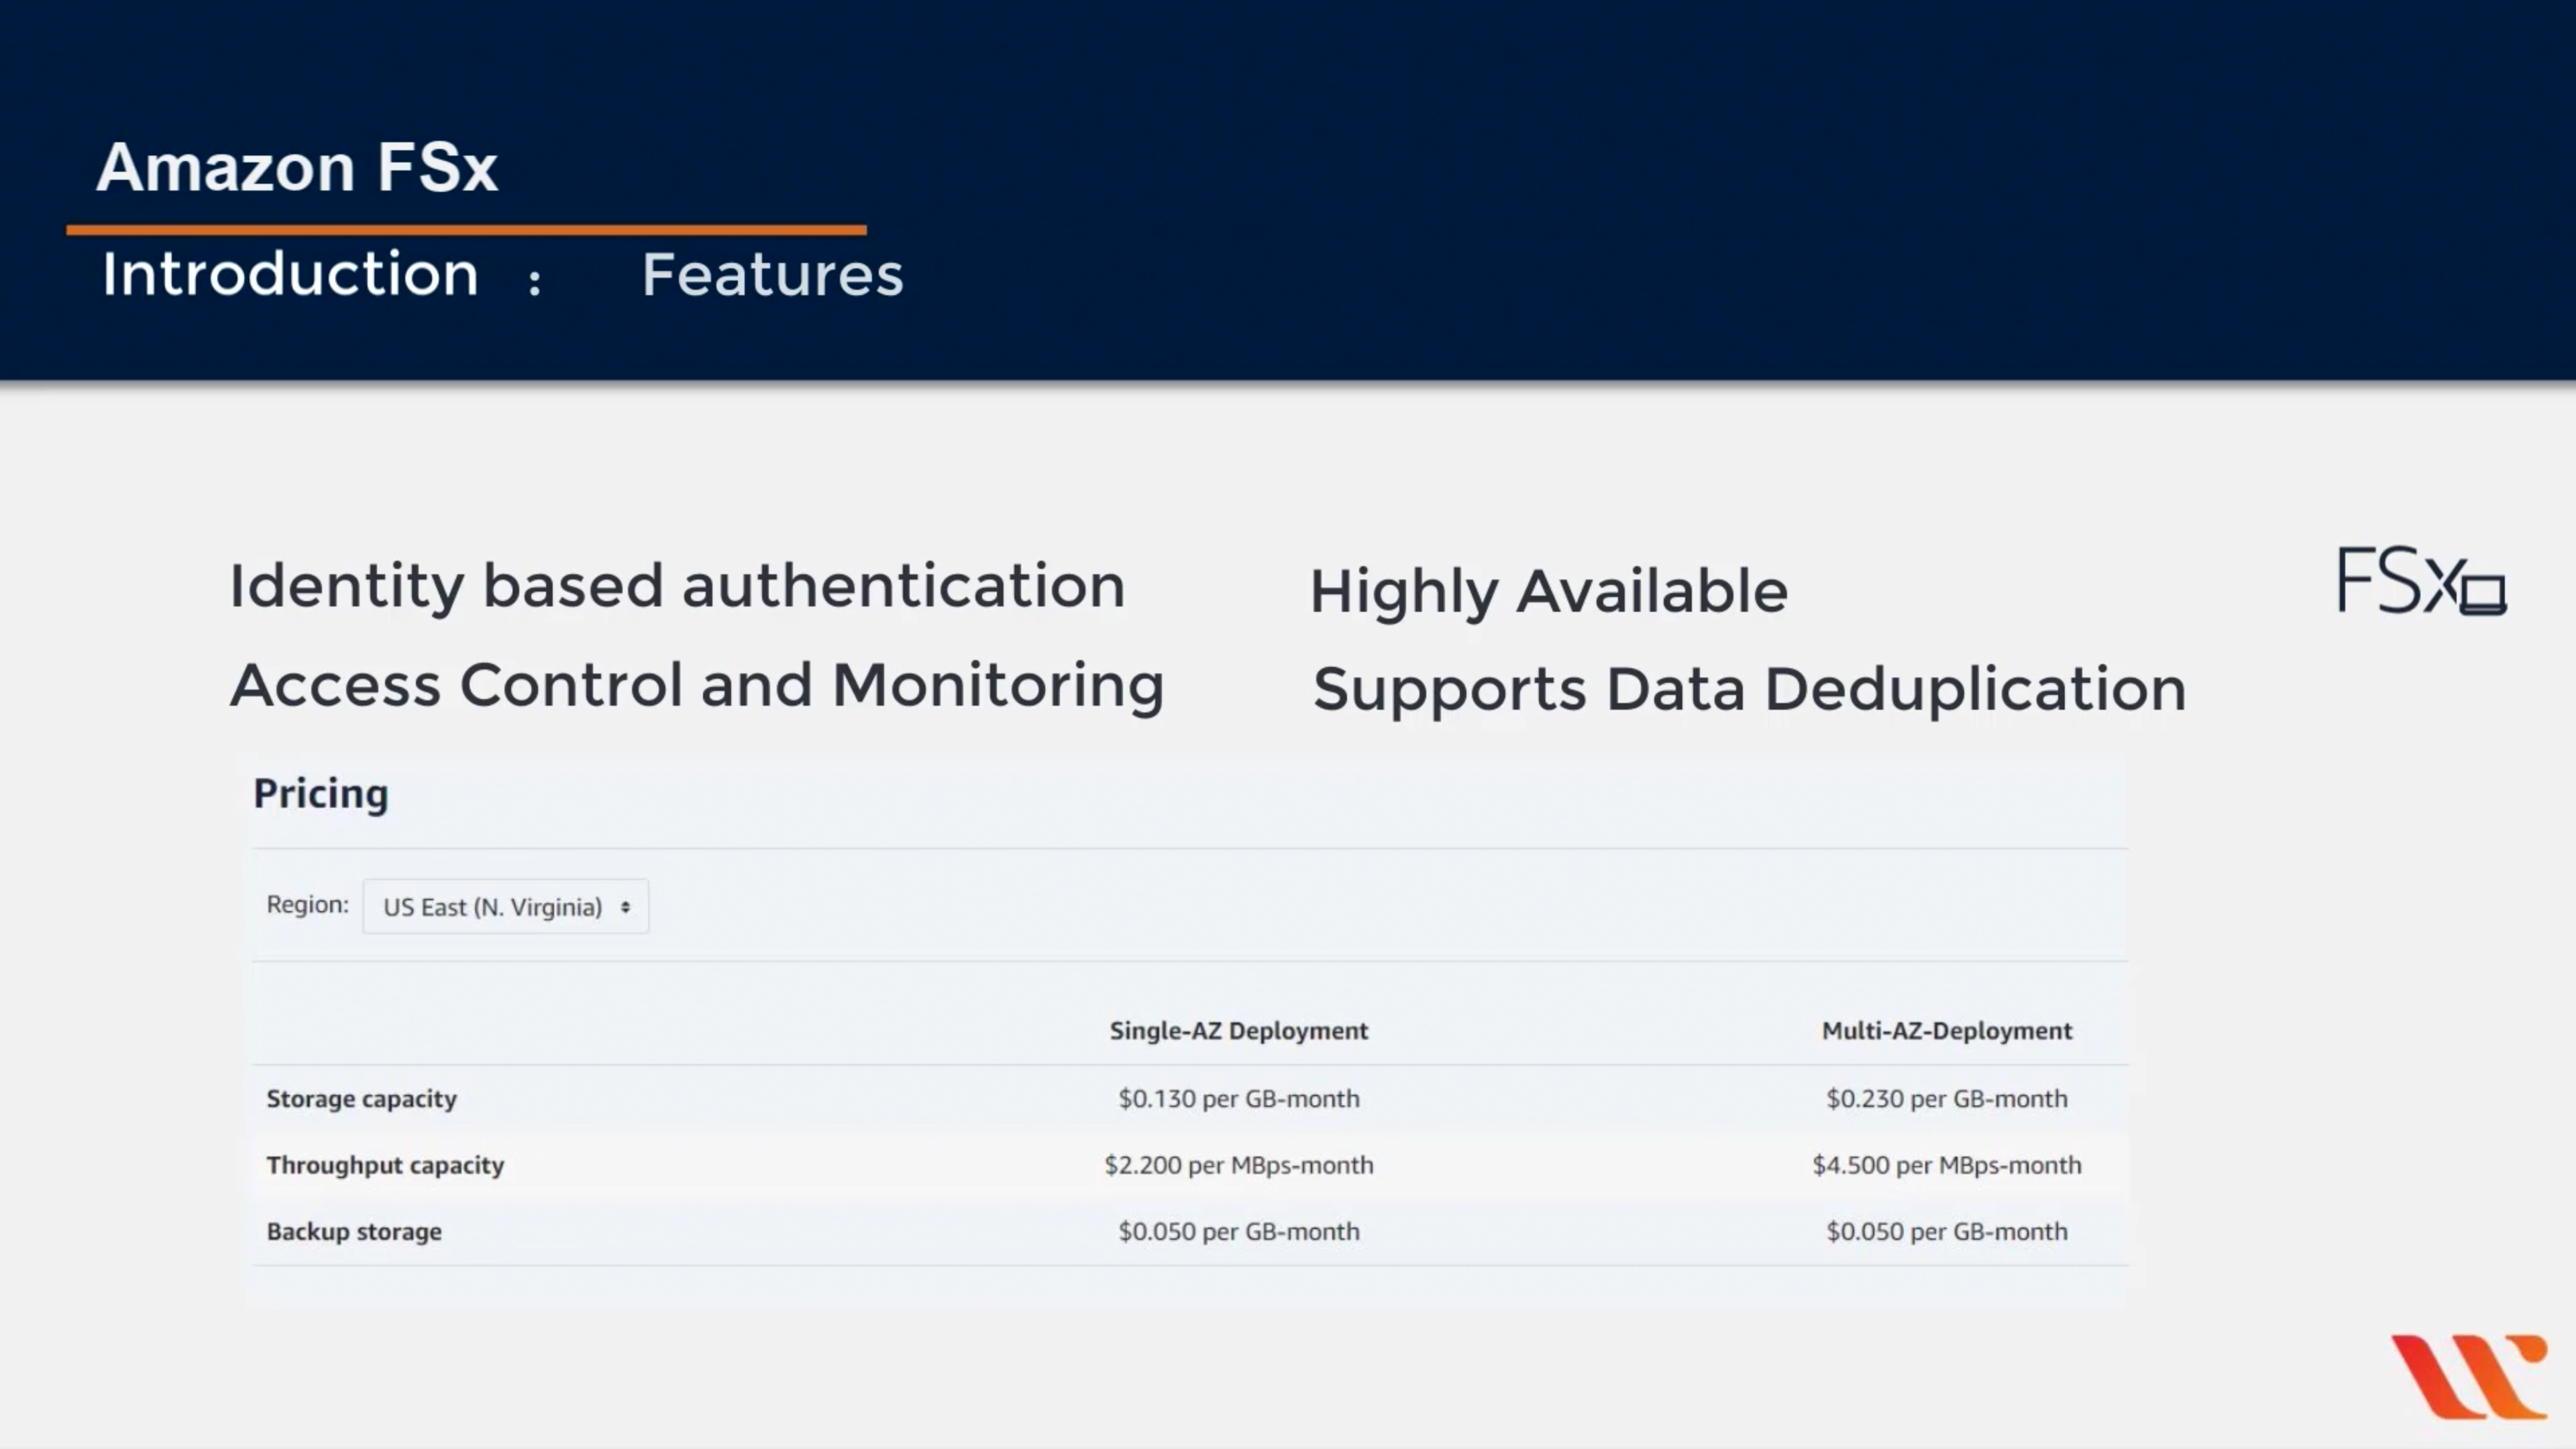 Amazon FSx
Introduction : Features
Identity based authentication
Highly Available
FSx
Access Control and Monitoring
Supports Data Deduplication
Pricing
Region: US East (N. Virginia)
Single-AZ Deployment Multi-AZ-Deployment
Storage capacity $0.130 per GB-month $0.230 per GB-month
Throughput capacity $2.200 per MBps-month $4.500 per MBps-month
Backup storage $0.050 per GB-month $0.050 per GB-month